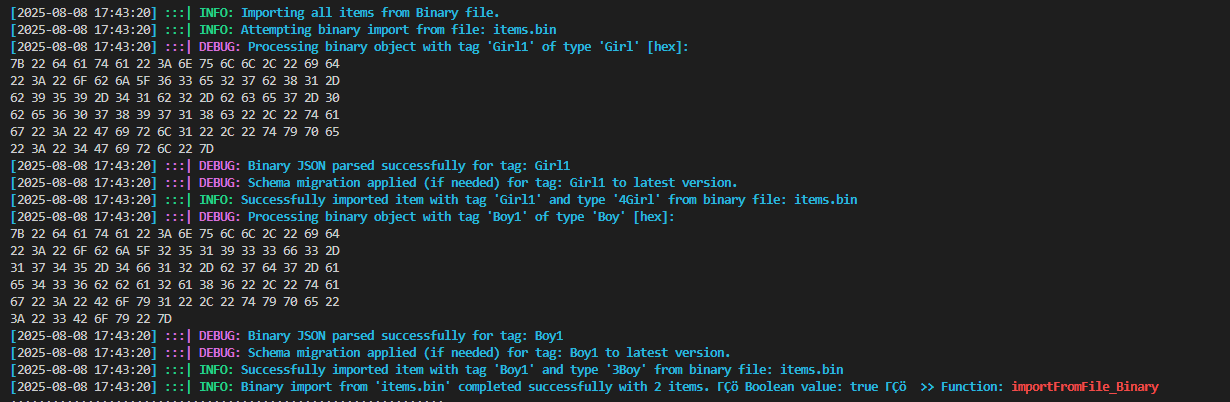 [2025-08-08 17:43:20] :::| INFO: Importing all items from Binary file.
[2025-08-08 17:43:20] :::| INFO: Attempting binary import from file: items.bin
[2025-08-08 17:43:20] :::| DEBUG: Processing binary object with tag 'Girl1' of type 'Girl' [hex]:
7B 22 64 61 74 61 22 3A 6E 75 6C 6C 2C 22 69 64
22 3A 22 6F 62 6A 5F 36 33 65 32 37 62 38 31 2D
62 39 35 39 2D 34 31 62 32 2D 62 63 65 37 2D 30
62 65 36 30 37 38 39 37 31 38 63 22 2C 22 74 61
67 22 3A 22 47 69 72 6C 31 22 2C 22 74 79 70 65
22 3A 22 34 47 69 72 6C 22 7D
[2025-08-08 17:43:20] :::| DEBUG: Binary JSON parsed successfully for tag: Girl1
[2025-08-08 17:43:20] :::| DEBUG: Schema migration applied (if needed) for tag: Girl1 to latest version.
[2025-08-08 17:43:20] :::| INFO: Successfully imported item with tag 'Girl1' and type '4Girl' from binary file: items.bin
[2025-08-08 17:43:20] :::| DEBUG: Processing binary object with tag 'Boy1' of type 'Boy' [hex]:
7B 22 64 61 74 61 22 3A 6E 75 6C 6C 2C 22 69 64
22 3A 22 6F 62 6A 5F 32 35 31 39 33 33 66 33 2D
31 37 34 35 2D 34 66 31 32 2D 62 37 64 37 2D 61
65 34 33 36 62 62 61 32 61 38 36 22 2C 22 74 61
67 22 3A 22 42 6F 79 31 22 2C 22 74 79 70 65 22
3A 22 33 42 6F 79 22 7D
[2025-08-08 17:43:20] :::| DEBUG: Binary JSON parsed successfully for tag: Boy1
[2025-08-08 17:43:20] :::| DEBUG: Schema migration applied (if needed) for tag: Boy1 to latest version.
[2025-08-08 17:43:20] :::| INFO: Successfully imported item with tag 'Boy1' and type '3Boy' from binary file: items.bin
[2025-08-08 17:43:20] :::| INFO: Binary import from 'items.bin' completed successfully with 2 items. ΓÇö Boolean value: true ΓÇö >> Function: importFromFile_Binary